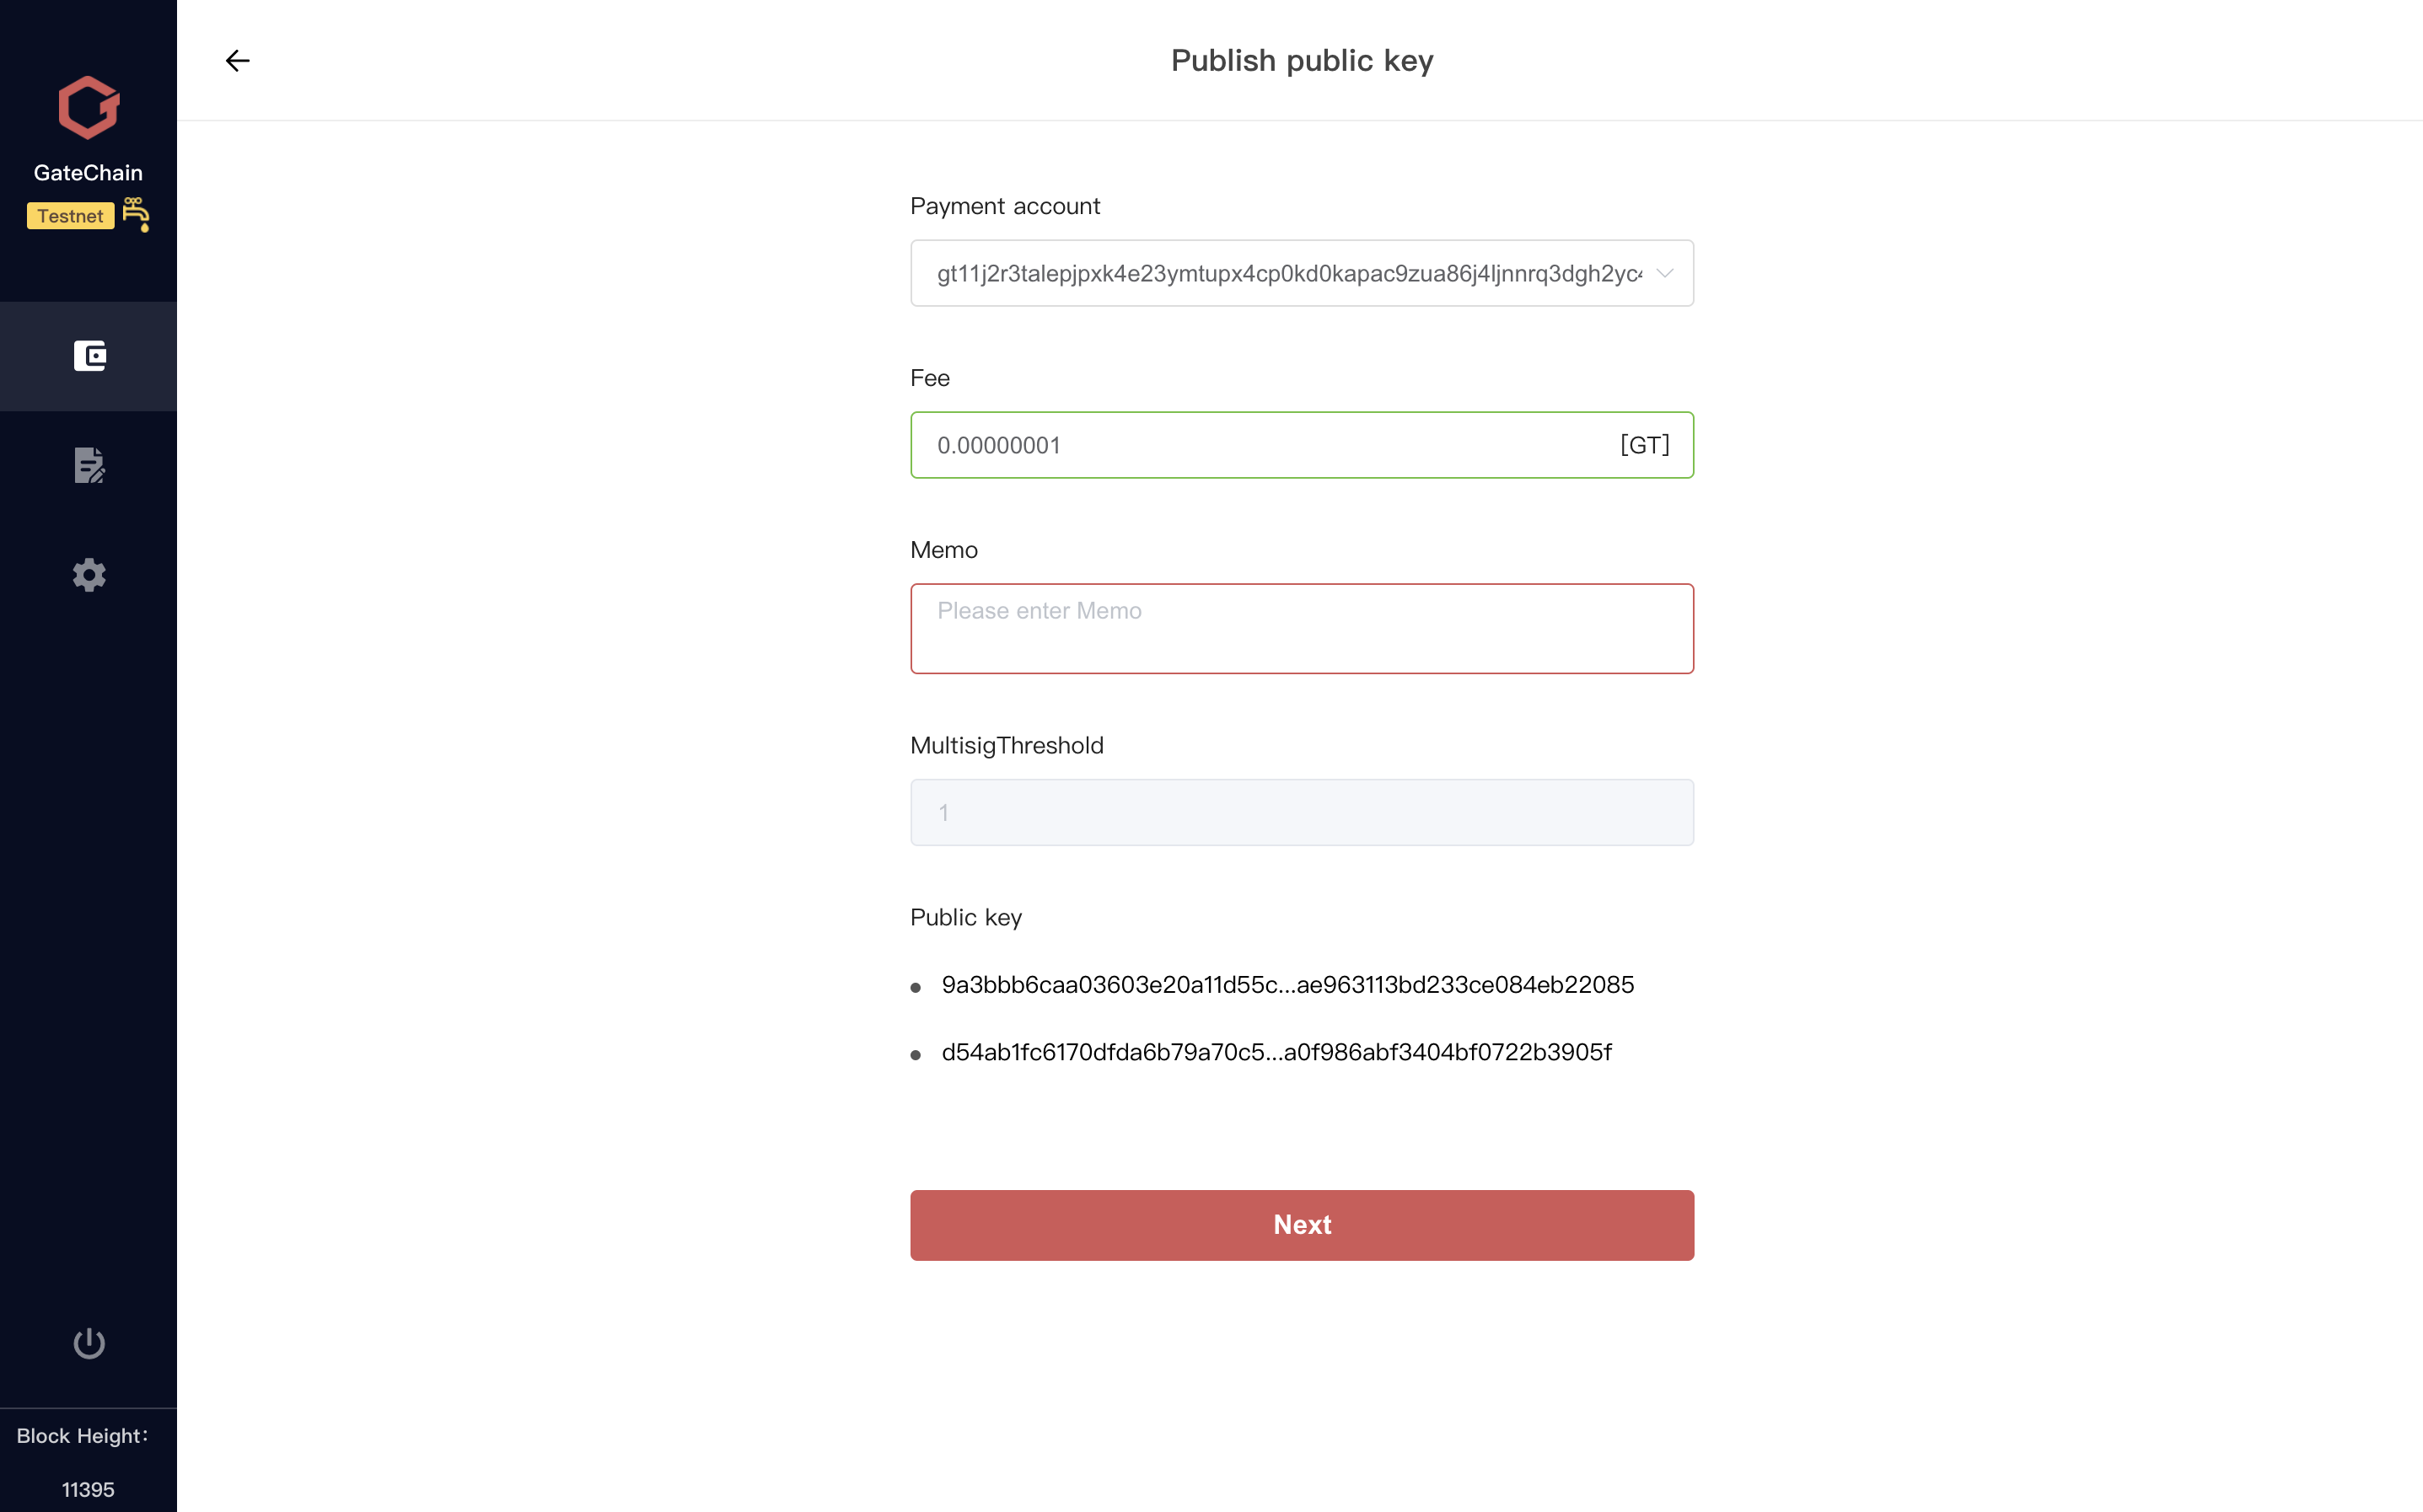 GateChain
Testnet
Block Height:
11395
Publish public key
Payment account
gt11j2r3talepjpxk4e23ymtupx4cp0kd0kapac9zua86j4ljnnrq3dgh2yc
Fee
0.00000001 [GT]
Memo
Please enter Memo
MultisigThreshold
1
Public key
9a3bbb6caa03603e20a11d55c...ae963113bd233ce084eb22085
d54ab1fc6170dfda6b79a70c5...a0f986abf3404bf0722b3905f
Next